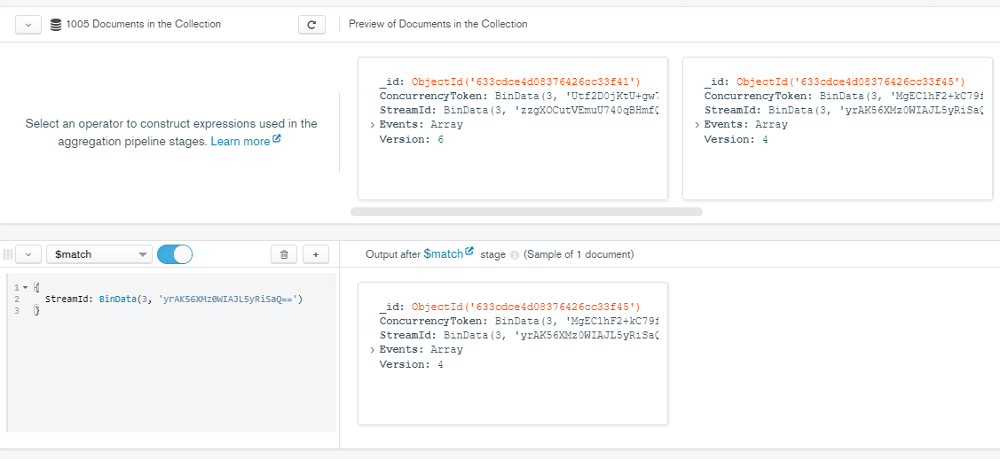 1005 Documents in the Collection
Preview of Documents in the Collection
Select an operator to construct expressions used in the
aggregation pipeline stages. Learn more
_id: ObjectId('633cdce4d08376426cc33f41')
ConcurrencyToken: BinData(3, 'Utf2D0jKtU+gw7
StreamId: BinData(3, 'zzgXOCutVEmuU740qBHmfQ
Events: Array
Version: 6
_id: ObjectId('633cdce4d08376426cc33f45')
ConcurrencyToken: BinData(3, 'MgEC1hF2+kC79f
StreamId: BinData(3, 'yrAK56XMz0WIAJL5yRiSaQ
Events: Array
Version: 4
$match
Output after $match stage (Sample of 1 document)
1 {
2 StreamId: BinData(3, 'yrAK56XMz0WIAJL5yRiSaQ==')
3 }
_id: ObjectId('633cdce4d08376426cc33f45')
ConcurrencyToken: BinData(3, 'MgEC1hF2+kC79f
StreamId: BinData(3, 'yrAK56XMz0WIAJL5yRiSaQ
Events: Array
Version: 4